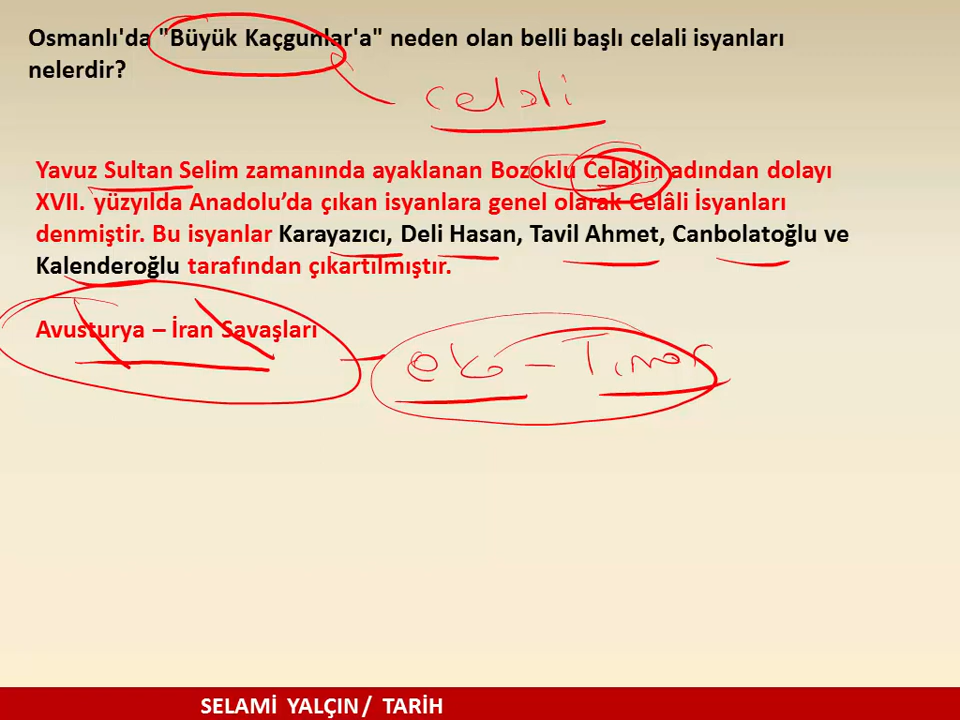 Osmanlı'da "Büyük Kaçgunlar'a" neden olan belli başlı celali isyanları
nelerdir?
celali
Yavuz Sultan Selim zamanında ayaklanan Bozoklu Celal'in adından dolayı
XVII. yüzyılda Anadolu’da çıkan isyanlara genel olarak Celâli İsyanları
denmiştir. Bu isyanlar Karayazıcı, Deli Hasan, Tavil Ahmet, Canbolatoğlu ve
Kalenderoğlu tarafından çıkartılmıştır.
Avusturya – İran Savaşları
eko - Tımar
SELAMİ YALÇIN / TARİH